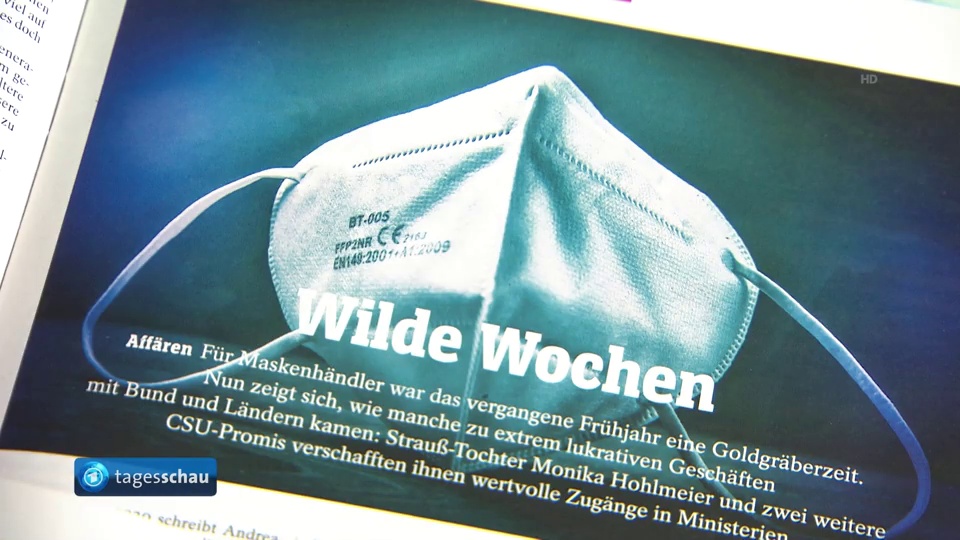 viel auf
es doch
enera-
m ge-
ltere
sere
zu
HD
BT-005
FFP2NR CE 2163
EN149:2001+A1:2009
Wilde Wochen
Affären Für Maskenhändler war das vergangene Frühjahr eine Goldgräberzeit.
Nun zeigt sich, wie manche zu extrem lukrativen Geschäften
mit Bund und Ländern kamen: Strauß-Tochter Monika Hohlmeier und zwei weitere
CSU-Promis verschafften ihnen wertvolle Zugänge in Ministerien
tagesschau
schreibt Andrea